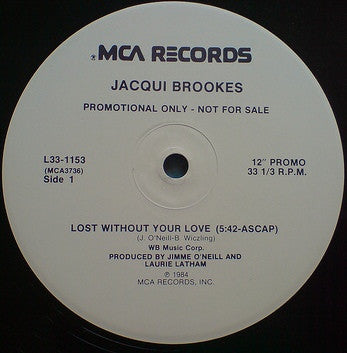 MCA RECORDS
JACQUI BROOKES
PROMOTIONAL ONLY - NOT FOR SALE
L33-1153
(MCA3736)
Side 1
12" PROMO
33 1/3 R.P.M.
LOST WITHOUT YOUR LOVE (5:42-ASCAP)
(J. O'Neill-B. Wiczling)
WB Music Corp.
PRODUCED BY JIMME O'NEILL AND
LAURIE LATHAM
℗ 1984
MCA RECORDS, INC.